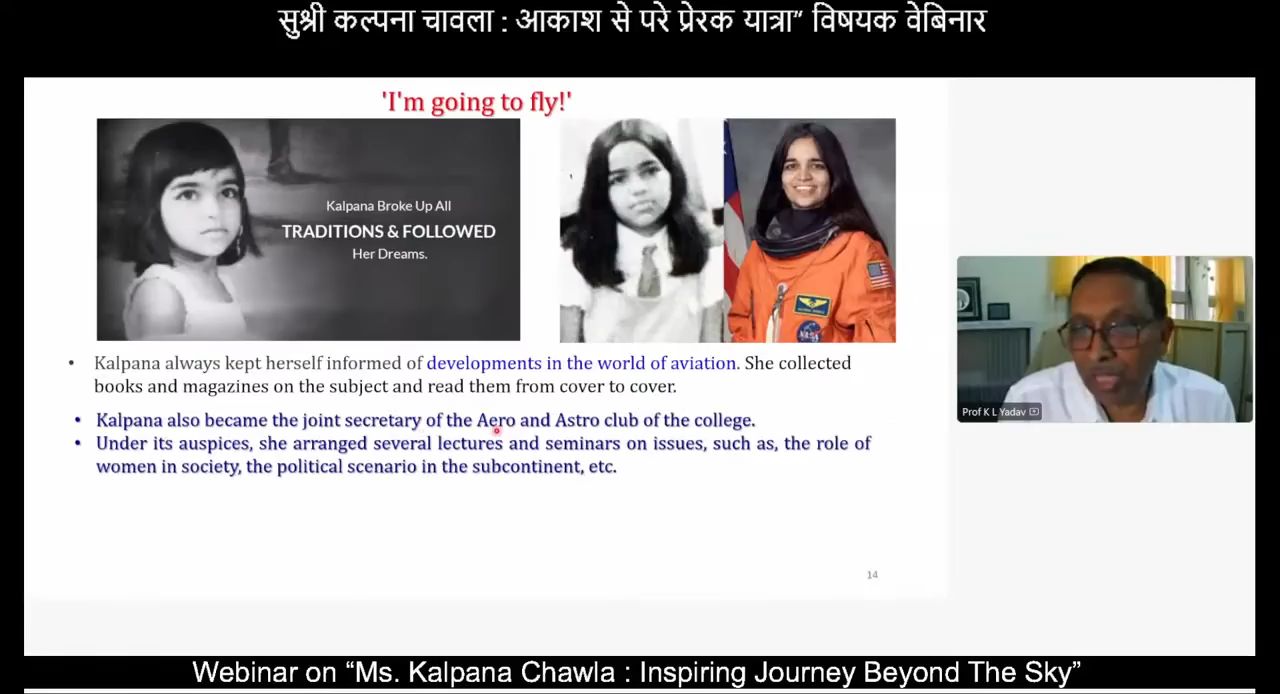 सुश्री कल्पना चावला : आकाश से परे प्रेरक यात्रा” विषयक वेबिनार
'I'm going to fly!'
Kalpana Broke Up All
TRADITIONS & FOLLOWED
Her Dreams.
NASA
• Kalpana always kept herself informed of developments in the world of aviation. She collected
books and magazines on the subject and read them from cover to cover.
• Kalpana also became the joint secretary of the Aero and Astro club of the college.
• Under its auspices, she arranged several lectures and seminars on issues, such as, the role of
women in society, the political scenario in the subcontinent, etc.
14
Prof K L Yadav
Webinar on “Ms. Kalpana Chawla : Inspiring Journey Beyond The Sky”